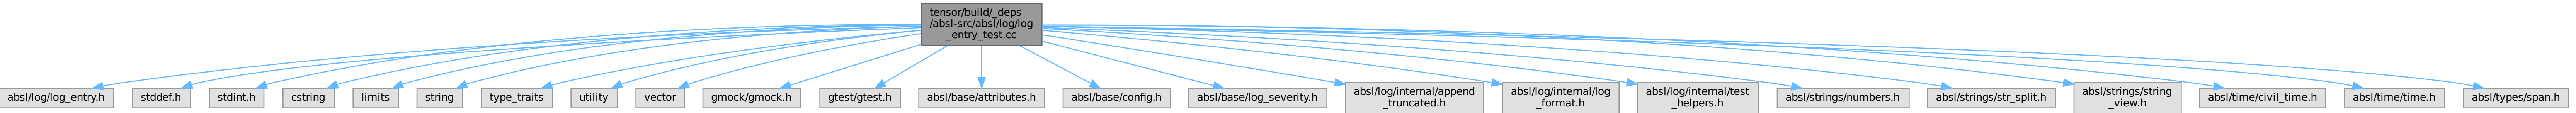 tensor/build/_deps
/absl-src/absl/log/log
_entry_test.cc
absl/log/log_entry.h
stddef.h
stdint.h
cstring
limits
string
type_traits
utility
vector
gmock/gmock.h
gtest/gtest.h
absl/base/attributes.h
absl/base/config.h
absl/base/log_severity.h
absl/log/internal/append
_truncated.h
absl/log/internal/log
_format.h
absl/log/internal/test
_helpers.h
absl/strings/numbers.h
absl/strings/str_split.h
absl/strings/string
_view.h
absl/time/civil_time.h
absl/time/time.h
absl/types/span.h